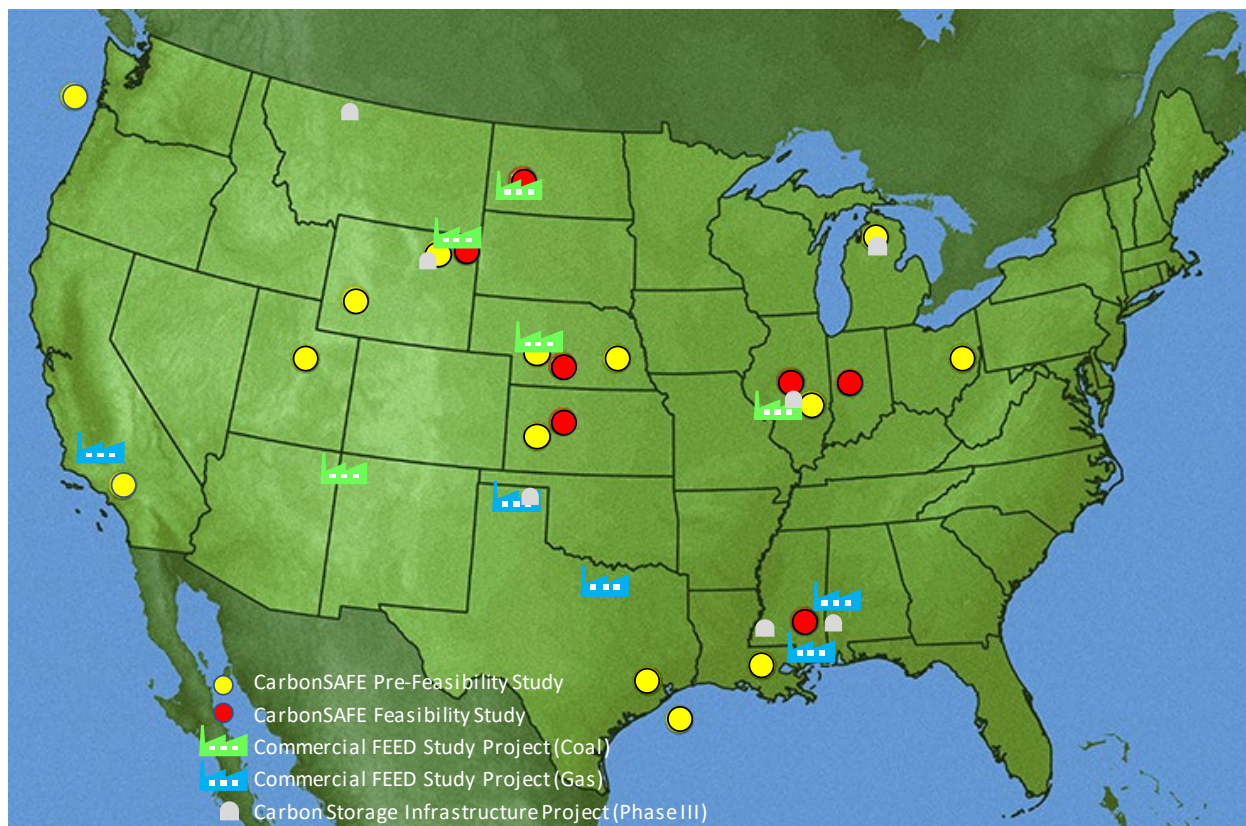 CarbonSAFE Pre-Feasibility Study
CarbonSAFE Feasibility Study
Commercial FEED Study Project (Coal)
Commercial FEED Study Project (Gas)
Carbon Storage Infrastructure Project (Phase III)